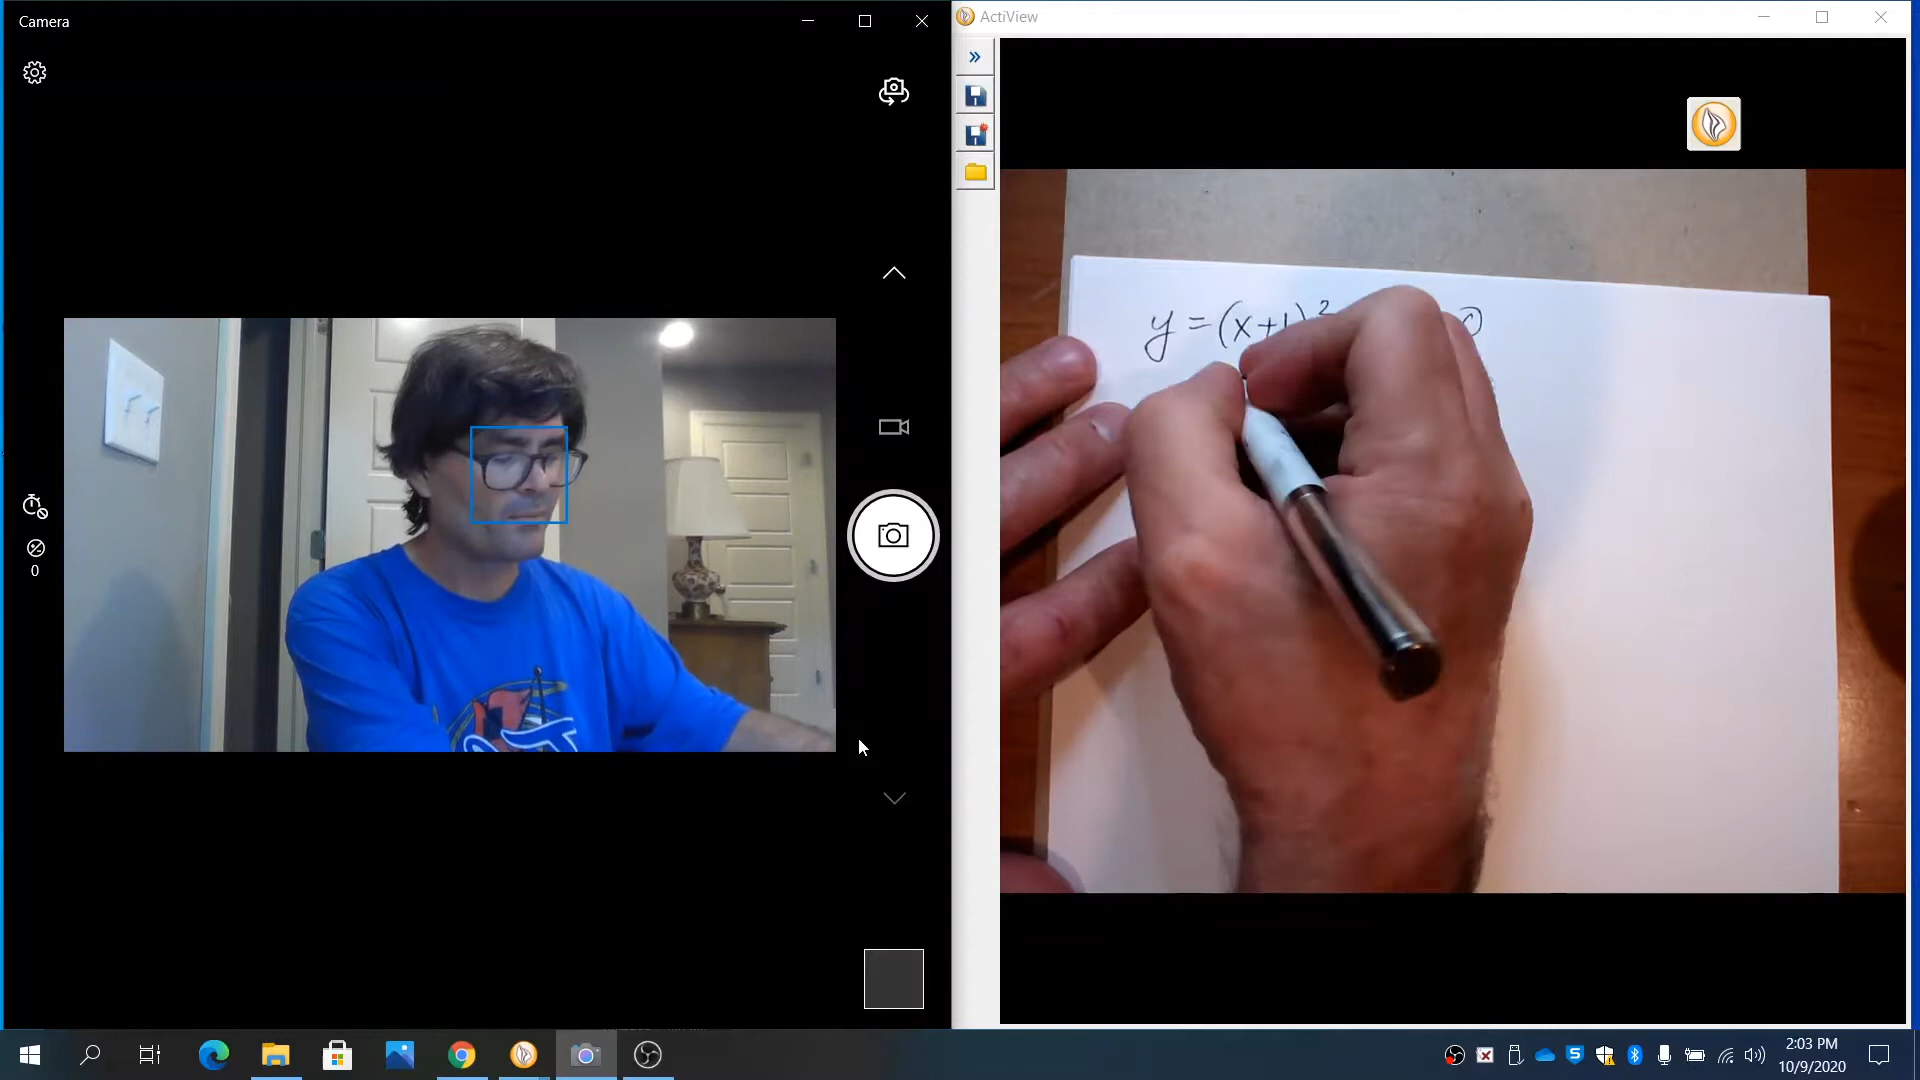 Camera
ActiView
y = (x+1)²
0
2:03 PM
10/9/2020